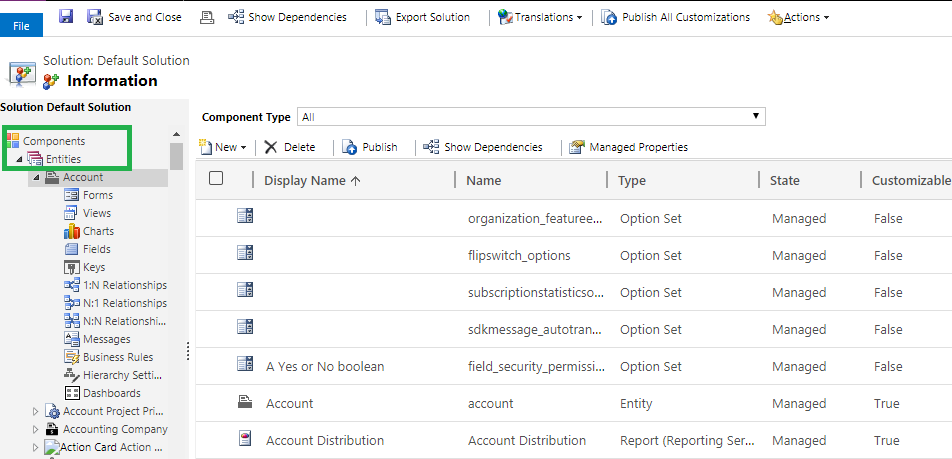 File
Save and Close
Show Dependencies
Export Solution
Translations
Publish All Customizations
Actions
Solution: Default Solution
Information
Solution Default Solution
Components
Entities
Account
Forms
Views
Charts
Fields
Keys
1:N Relationships
N:1 Relationships
N:N Relationshi...
Messages
Business Rules
Hierarchy Setti...
Dashboards
Account Project Pri...
Accounting Company
Action Card Action ...
Component Type All
New Delete Publish Show Dependencies Managed Properties
Display Name Name Type State Customizable
organization_featuree... Option Set Managed False
flipswitch_options Option Set Managed False
subscriptionstatisticso... Option Set Managed False
sdkmessage_autotran... Option Set Managed False
A Yes or No boolean field_security_permissi... Option Set Managed False
Account account Entity Managed True
Account Distribution Account Distribution Report (Reporting Ser... Managed True